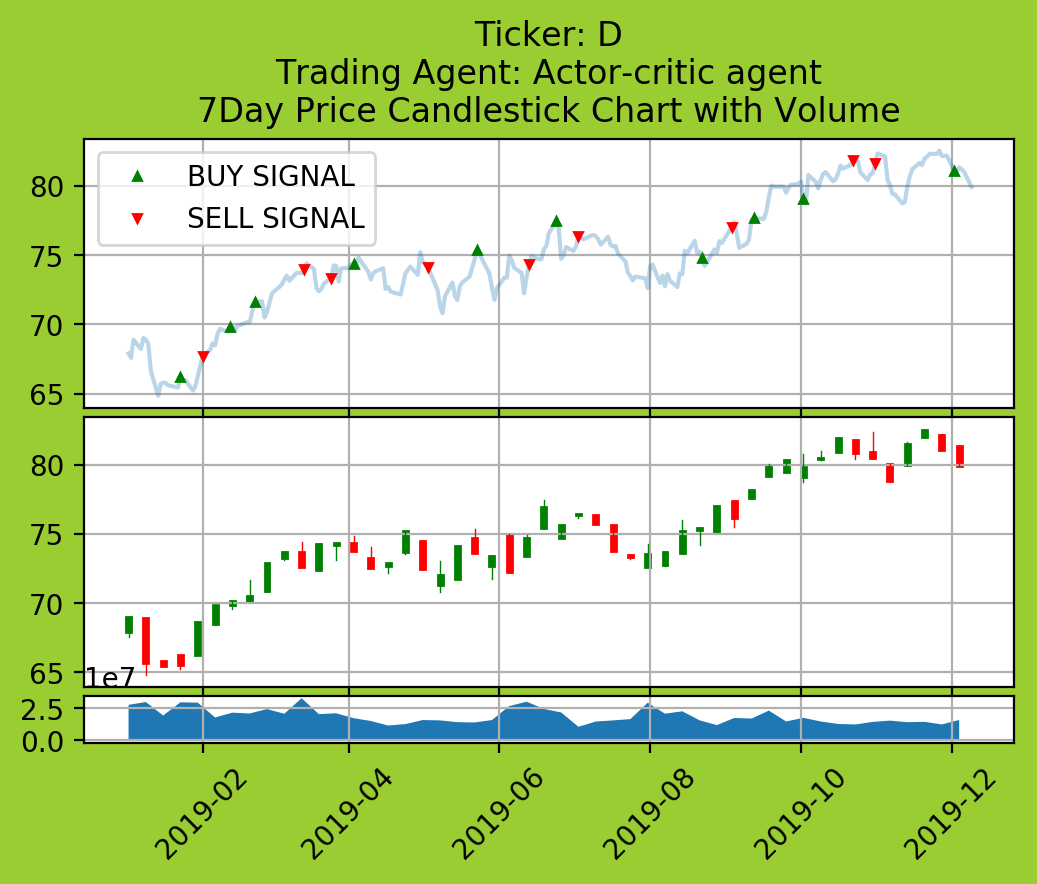 Ticker: D
Trading Agent: Actor-critic agent
7Day Price Candlestick Chart with Volume
BUY SIGNAL
SELL SIGNAL
80
75
70
65
80
75
70
65
1e7
2.5
0.0
2019-02
2019-04
2019-06
2019-08
2019-10
2019-12